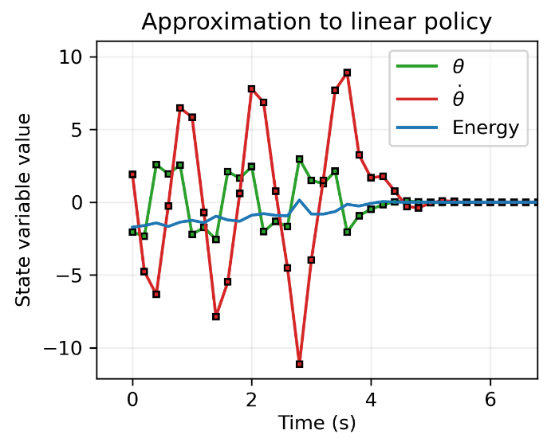 Approximation to linear policy
State variable value
10
5
0
−5
−10
θ
θ̇
Energy
0
2
4
6
Time (s)